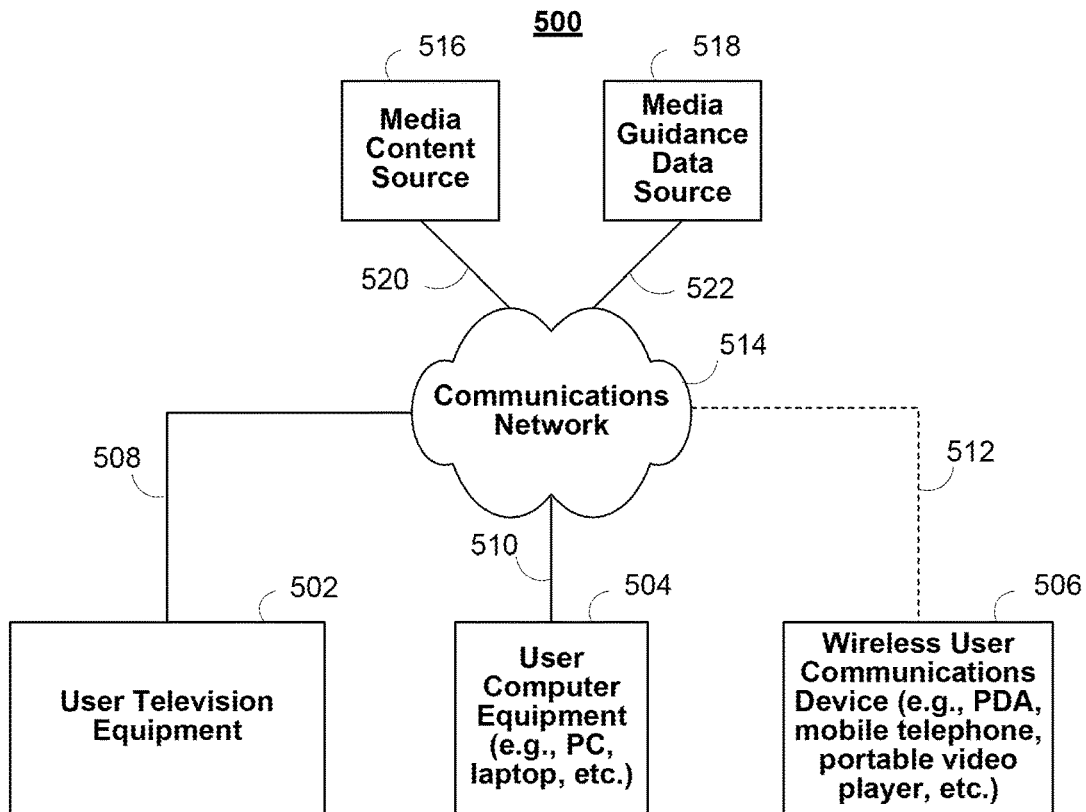 500
516
518
Media
Content
Source
Media
Guidance
Data
Source
520
522
514
Communications
Network
508
512
510
502
504
506
User Television
Equipment
User
Computer
Equipment
(e.g., PC,
laptop, etc.)
Wireless User
Communications
Device (e.g., PDA,
mobile telephone,
portable video
player, etc.)